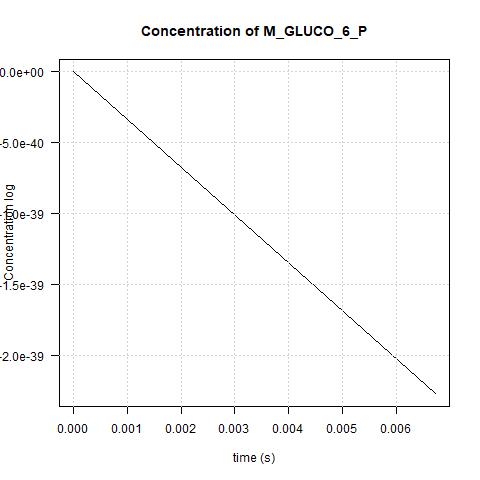 Concentration of M_GLUCO_6_P
0.0e+00
-5.0e-40
-1.0e-39
-1.5e-39
-2.0e-39
Concentration log
0.000 0.001 0.002 0.003 0.004 0.005 0.006
time (s)